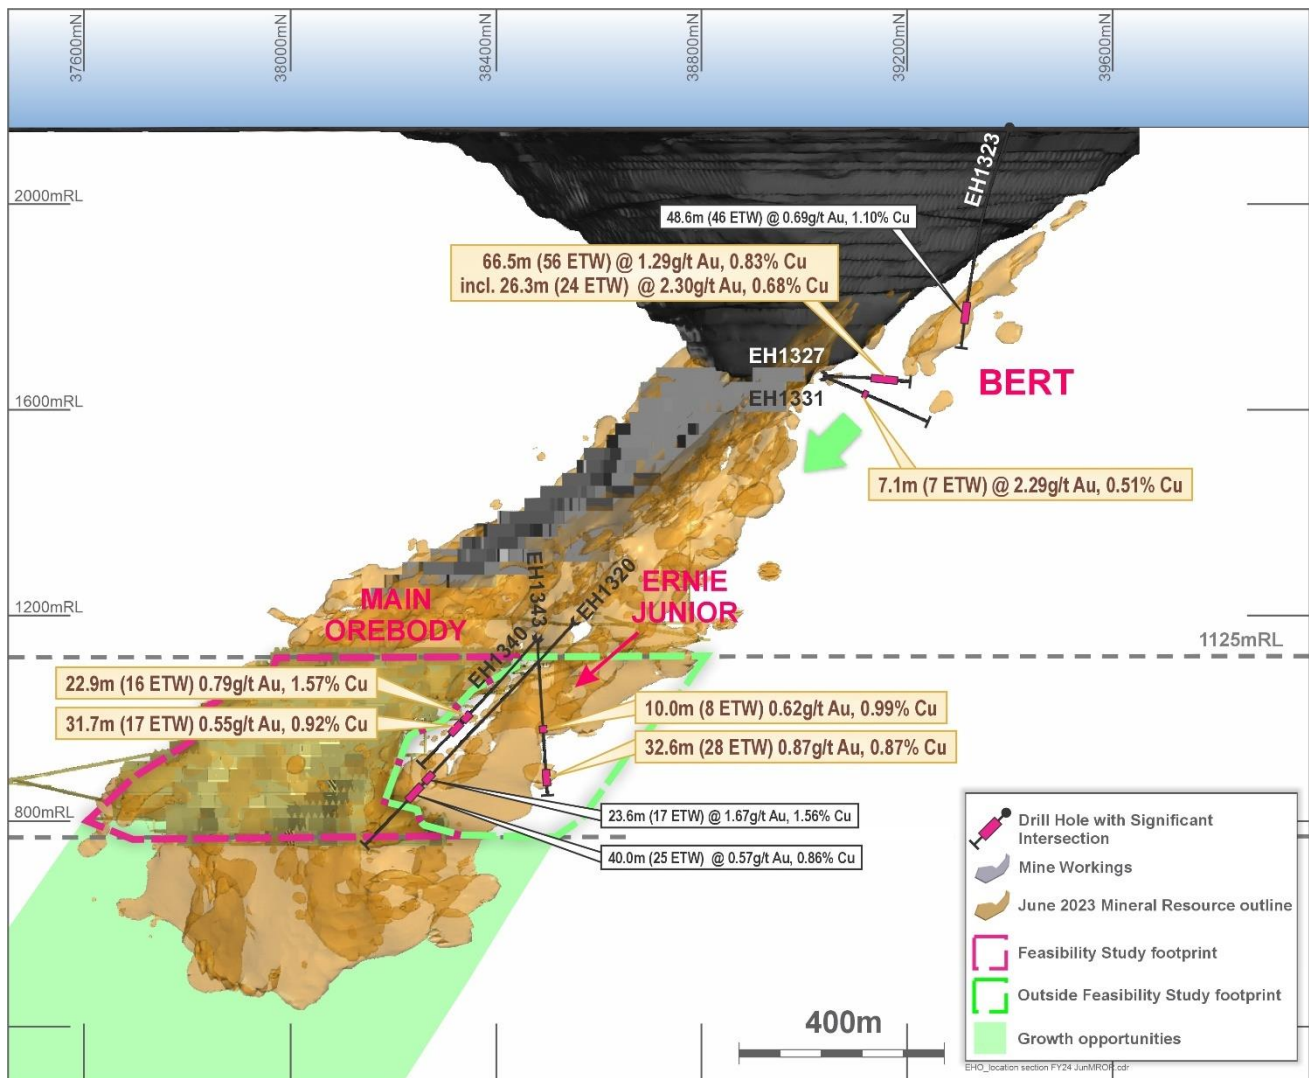 37600mN
38000mN
38400mN
38800mN
39200mN
39600mN
EH1323
2000mRL
48.6m (46 ETW) @ 0.69g/t Au, 1.10% Cu
66.5m (56 ETW) @ 1.29g/t Au, 0.83% Cu
incl. 26.3m (24 ETW) @ 2.30g/t Au, 0.68% Cu
EH1327
BERT
EH1331
1600mRL
7.1m (7 ETW) @ 2.29g/t Au, 0.51% Cu
EH1343
EH1320
ERNIE
JUNIOR
MAIN
OREBODY
1200mRL
1125mRL
EH1340
22.9m (16 ETW) 0.79g/t Au, 1.57% Cu
31.7m (17 ETW) 0.55g/t Au, 0.92% Cu
10.0m (8 ETW) 0.62g/t Au, 0.99% Cu
32.6m (28 ETW) 0.87g/t Au, 0.87% Cu
800mRL
23.6m (17 ETW) @ 1.67g/t Au, 1.56% Cu
40.0m (25 ETW) @ 0.57g/t Au, 0.86% Cu
Drill Hole with Significant
Intersection
Mine Workings
June 2023 Mineral Resource outline
Feasibility Study footprint
Outside Feasibility Study footprint
Growth opportunities
400m
EHO_location section FY24 JunMROR.cdr